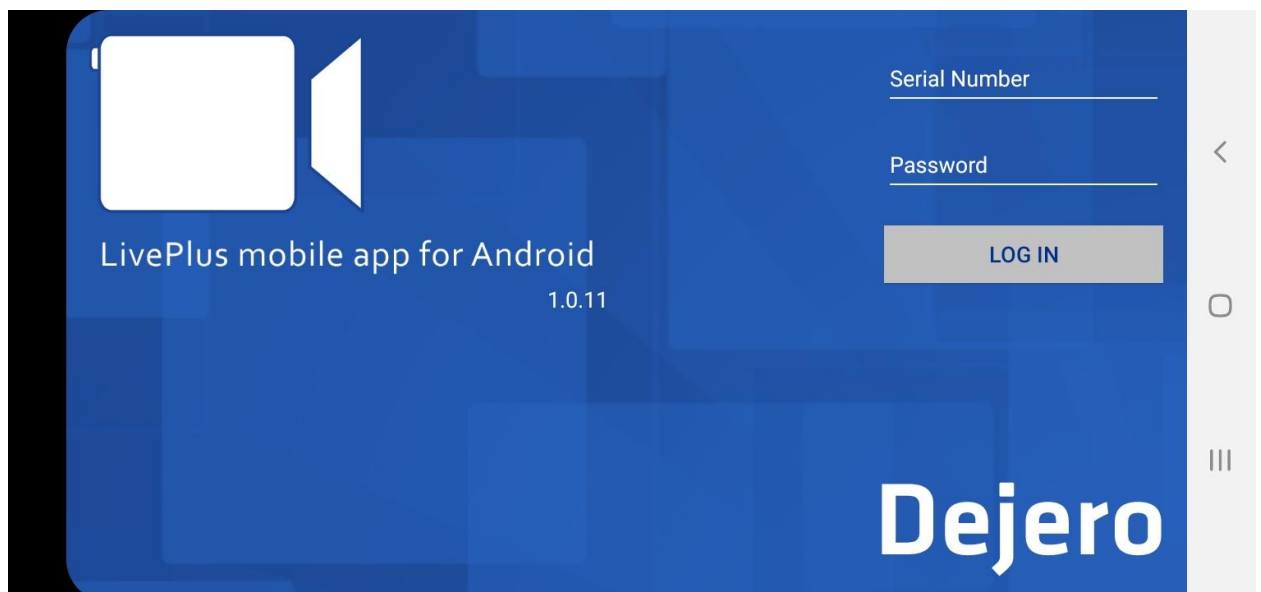 LivePlus mobile app for Android
1.0.11
Serial Number
Password
LOG IN
Dejero